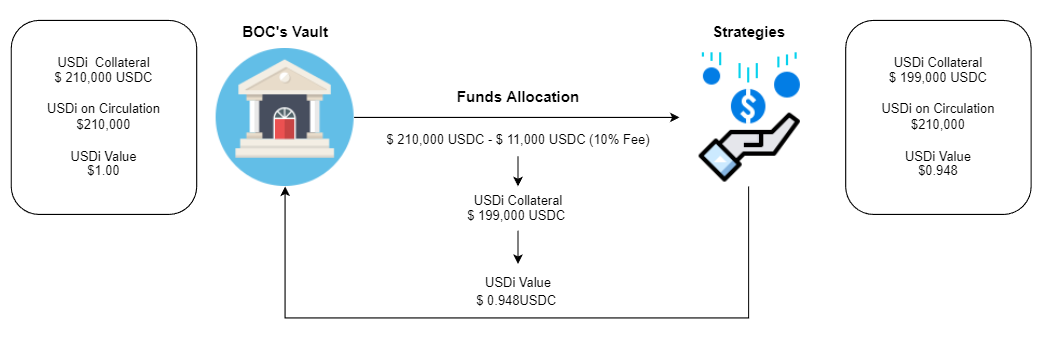 USDi Collateral
$ 210,000 USDC
USDi on Circulation
$210,000
USDi Value
$1.00
BOC's Vault
Funds Allocation
$ 210,000 USDC - $ 11,000 USDC (10% Fee)
USDi Collateral
$ 199,000 USDC
USDi Value
$ 0.948USDC
Strategies
$
USDi Collateral
$ 199,000 USDC
USDi on Circulation
$210,000
USDi Value
$0.948